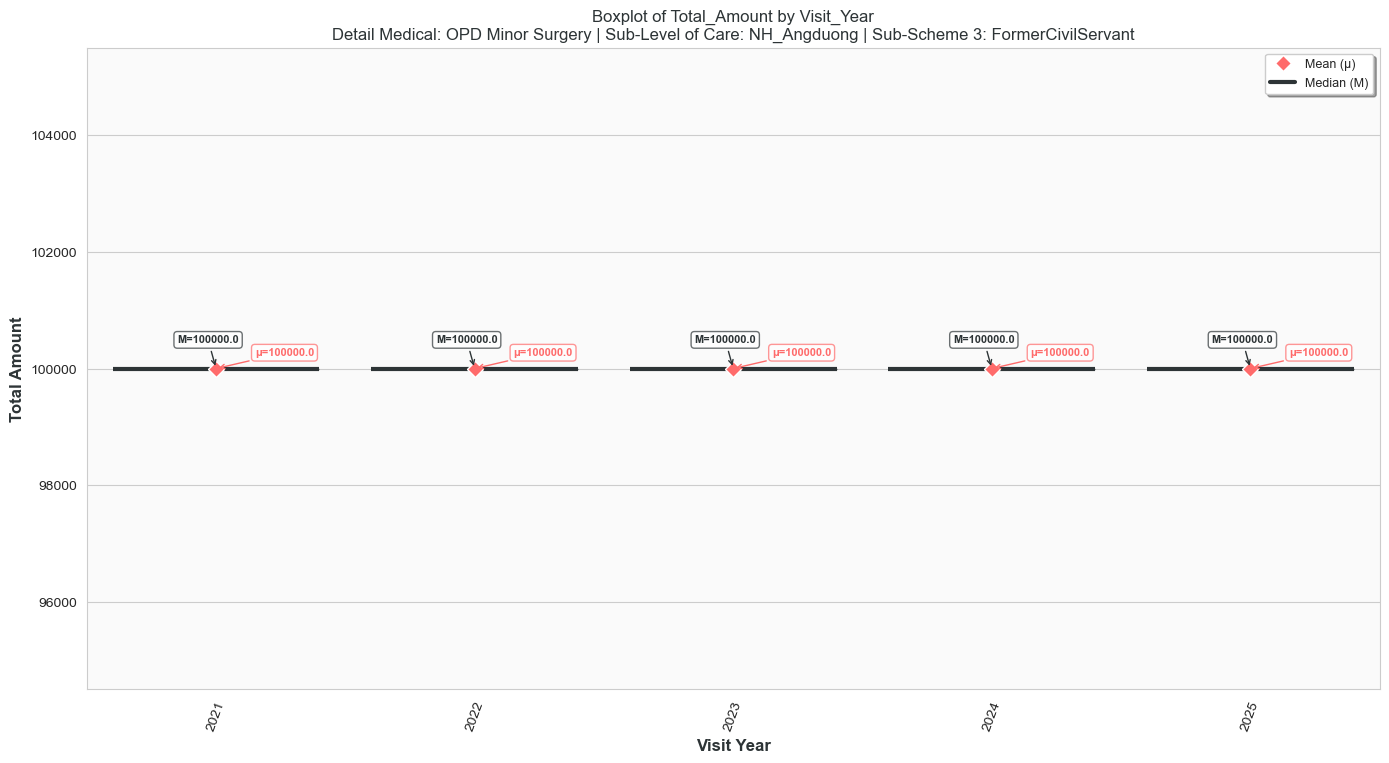 Boxplot of Total_Amount by Visit_Year
Detail Medical: OPD Minor Surgery | Sub-Level of Care: NH_Angduong | Sub-Scheme 3: FormerCivilServant
Mean (μ)
Median (M)
Total Amount
104000
102000
100000
98000
96000
M=100000.0
μ=100000.0
M=100000.0
μ=100000.0
M=100000.0
μ=100000.0
M=100000.0
μ=100000.0
M=100000.0
μ=100000.0
2021
2022
2023
2024
2025
Visit Year